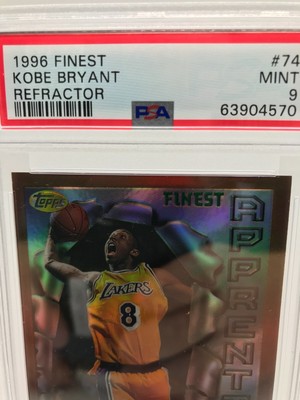 1996 FINEST #74
KOBE BRYANT MINT
REFRACTOR PSA 9
63904570
Topps FINEST
APPRENT
LAKERS
8